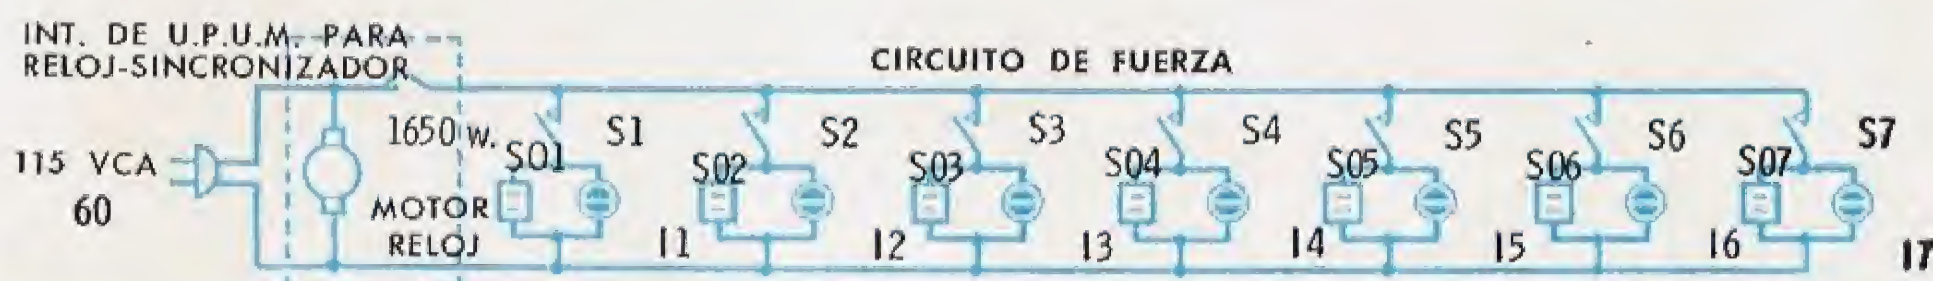 INT. DE U.P.U.M. PARA
RELOJ-SINCRONIZADOR
CIRCUITO DE FUERZA
1650 w.
S1
S2
S3
S4
S5
S6
S7
115 VCA
60
S01
S02
S03
S04
S05
S06
S07
MOTOR
RELOJ
I1
I2
I3
I4
I5
I6
I7